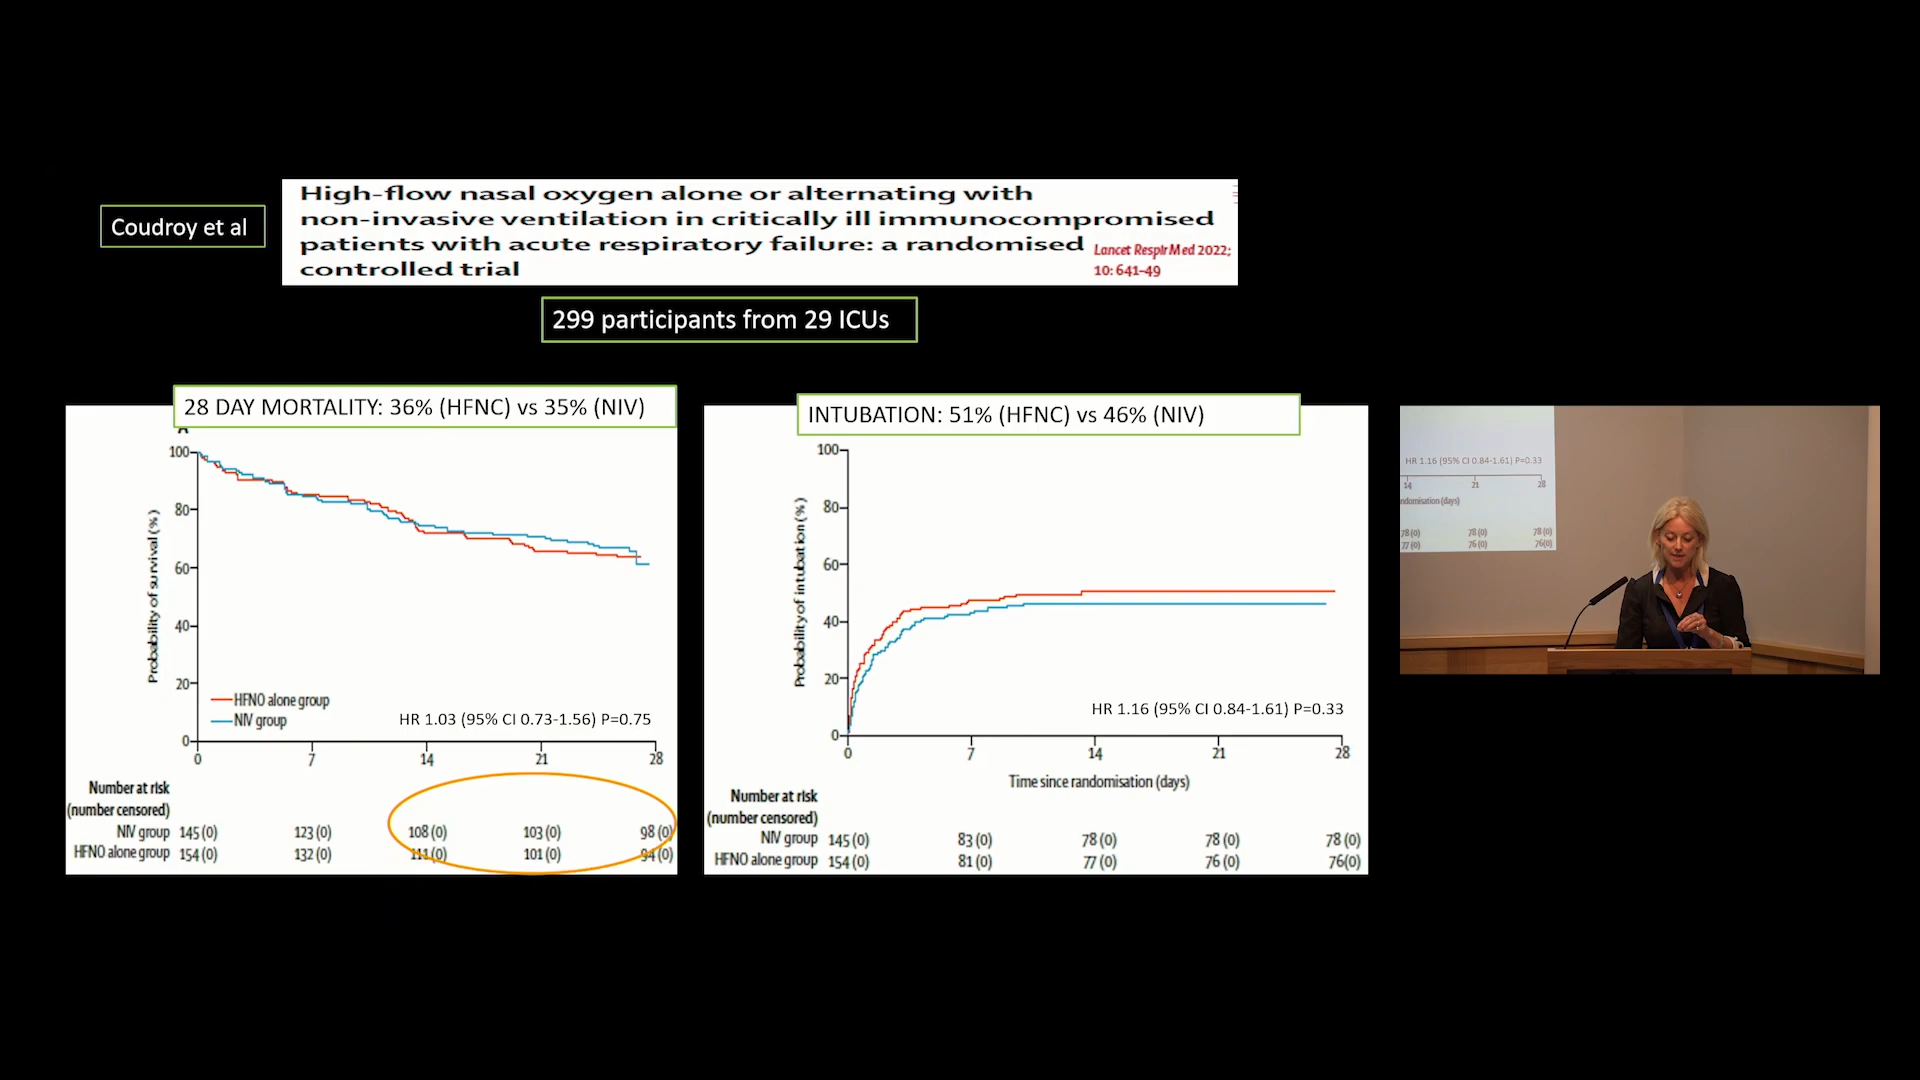 Coudroy et al
High-flow nasal oxygen alone or alternating with
non-invasive ventilation in critically ill immunocompromised
patients with acute respiratory failure: a randomised
controlled trial
Lancet Respir Med 2022;
10: 641–49
299 participants from 29 ICUs
28 DAY MORTALITY: 36% (HFNC) vs 35% (NIV)
A
100
80
60
40
20
0
Probability of survival (%)
HFNO alone group
NIV group
HR 1.03 (95% CI 0.73-1.56) P=0.75
0 7 14 21 28
Number at risk
(number censored)
NIV group 145 (0) 123 (0) 108 (0) 103 (0) 98 (0)
HFNO alone group 154 (0) 132 (0) 111 (0) 101 (0) 94 (0)
INTUBATION: 51% (HFNC) vs 46% (NIV)
100
80
60
40
20
0
Probability of intubation (%)
HR 1.16 (95% CI 0.84-1.61) P=0.33
0 7 14 21 28
Time since randomisation (days)
Number at risk
(number censored)
NIV group 145 (0) 83 (0) 78 (0) 78 (0) 78 (0)
HFNO alone group 154 (0) 81 (0) 77 (0) 76 (0) 76(0)
HR 1.16 (95% CI 0.84-1.61) P=0.33
14 21 28
ndomisation (days)
78 (0) 78 (0) 78 (0)
77 (0) 76 (0) 76(0)